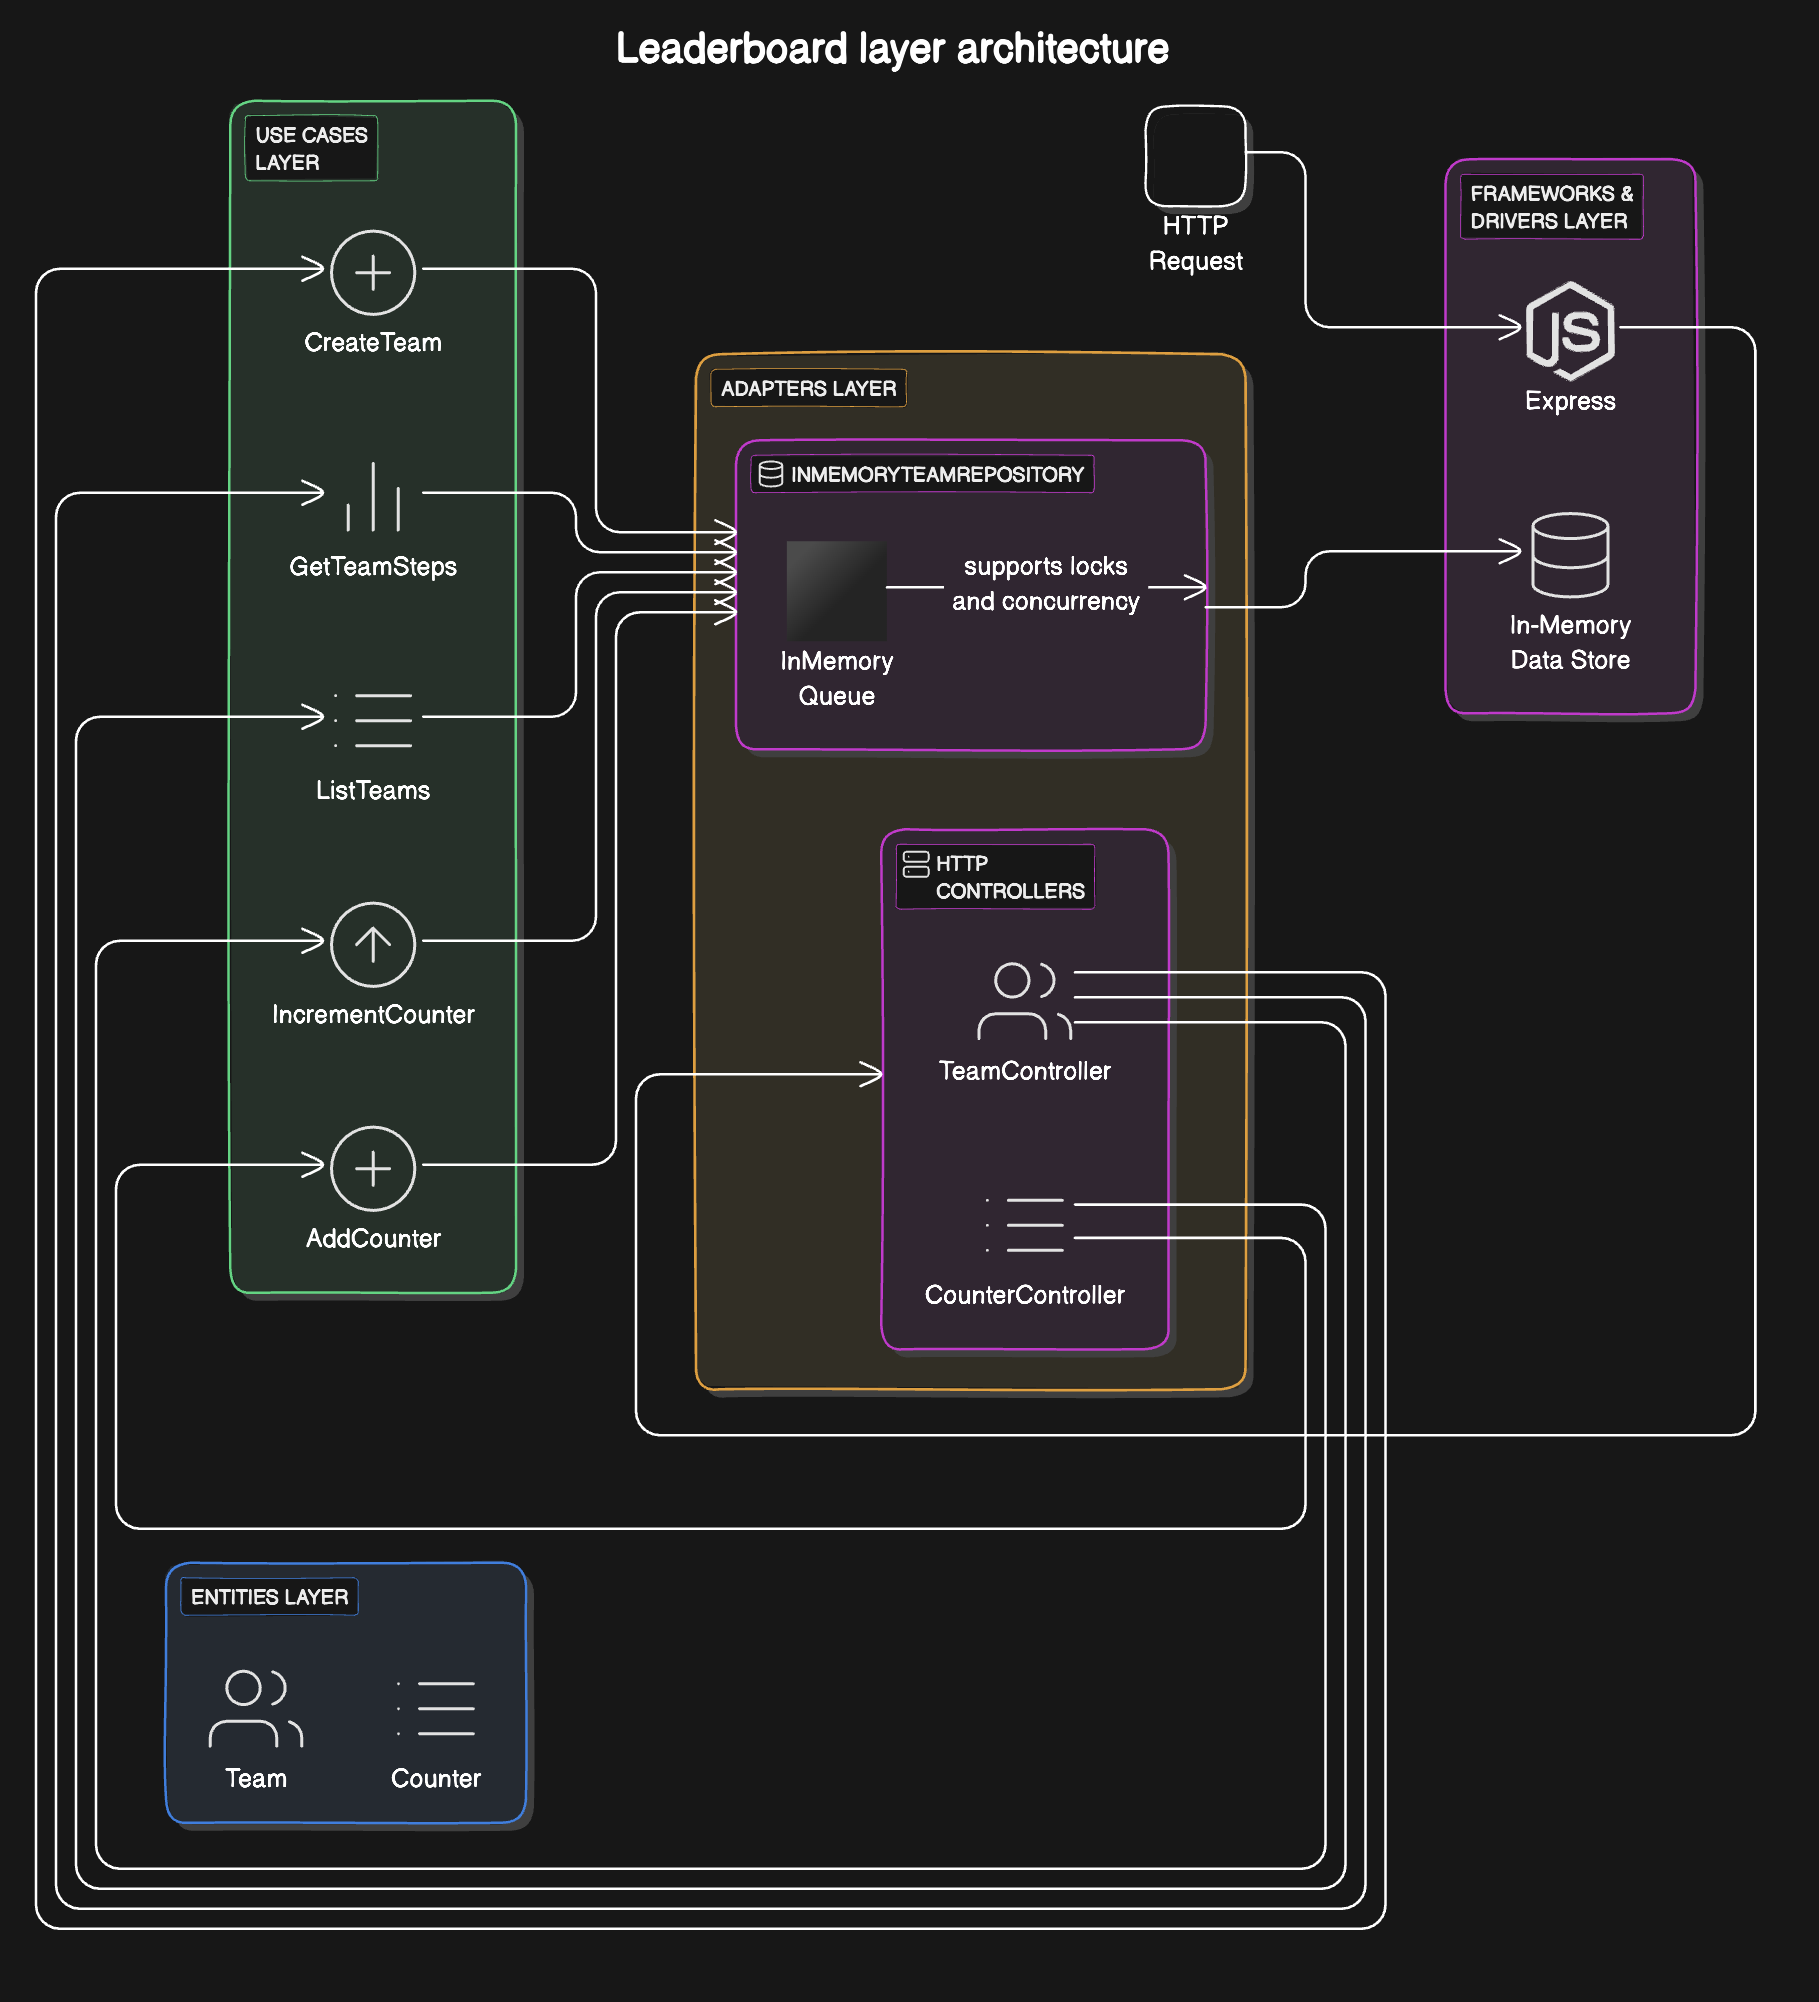 Leaderboard layer architecture
USE CASES
LAYER
CreateTeam
GetTeamSteps
ListTeams
IncrementCounter
AddCounter
HTTP
Request
FRAMEWORKS &
DRIVERS LAYER
JS
Express
In-Memory
Data Store
ADAPTERS LAYER
INMEMORYTEAMREPOSITORY
supports locks
and concurrency
InMemory
Queue
HTTP
CONTROLLERS
TeamController
CounterController
ENTITIES LAYER
Team
Counter